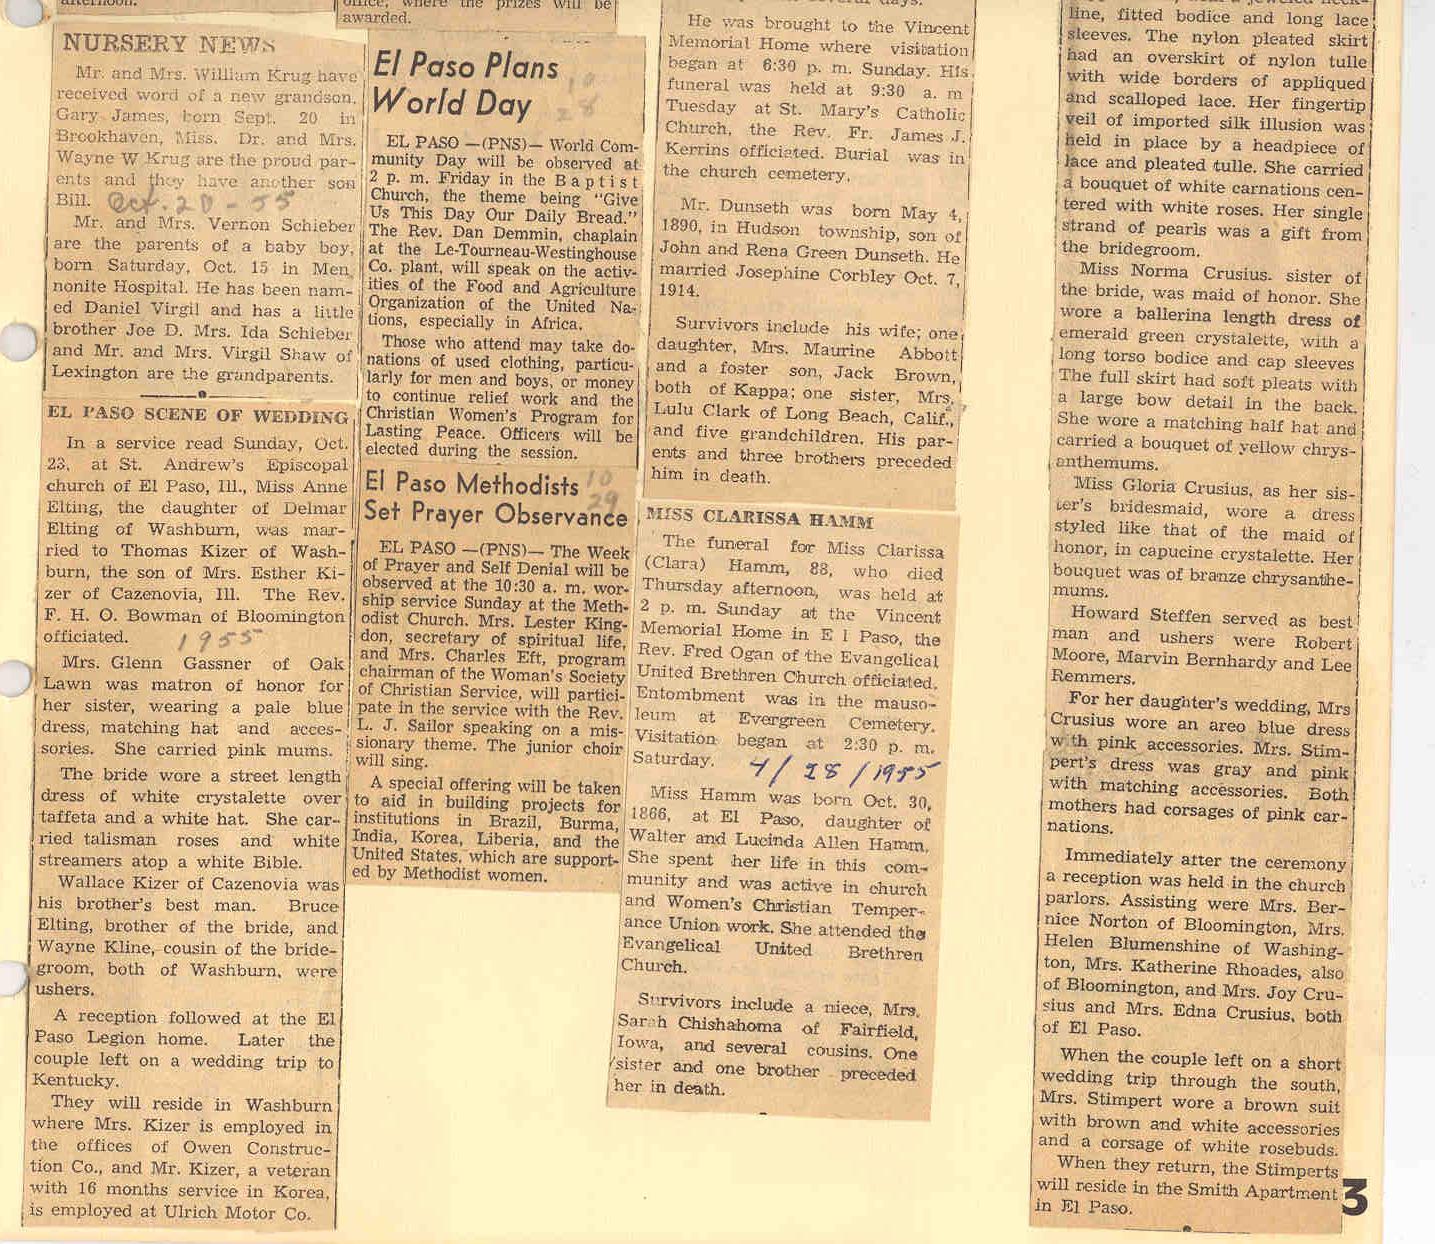 afternoon.
NURSERY NEWS
Mr. and Mrs. William Krug have
received word of a new grandson,
Gary James, born Sept. 20 in
Brookhaven, Miss. Dr. and Mrs.
Wayne W Krug are the proud par-
ents and they have another son
Bill. Oct. 20-55
Mr. and Mrs. Vernon Schieber
are the parents of a baby boy,
born Saturday, Oct. 15 in Men
nonite Hospital. He has been nam-
ed Daniel Virgil and has a little
brother Joe D. Mrs. Ida Schieber
and Mr. and Mrs. Virgil Shaw of
Lexington are the grandparents.
EL PASO SCENE OF WEDDING
In a service read Sunday, Oct.
23, at St. Andrew's Episcopal
church of El Paso, Ill., Miss Anne
Elting, the daughter of Delmar
Elting of Washburn, was mar-
ried to Thomas Kizer of Wash-
burn, the son of Mrs. Esther Ki-
zer of Cazenovia, Ill. The Rev.
F. H. O. Bowman of Bloomington
officiated. 1955
Mrs. Glenn Gassner of Oak
Lawn was matron of honor for
her sister, wearing a pale blue
dress, matching hat and acces-
sories. She carried pink mums.
The bride wore a street length
dress of white crystalette over
taffeta and a white hat. She car-
ried talisman roses and white
streamers atop a white Bible.
Wallace Kizer of Cazenovia was
his brother's best man. Bruce
Elting, brother of the bride, and
Wayne Kline, cousin of the bride-
groom, both of Washburn, were
ushers.
A reception followed at the El
Paso Legion home. Later the
couple left on a wedding trip to
Kentucky.
They will reside in Washburn
where Mrs. Kizer is employed in
the offices of Owen Construc-
tion Co., and Mr. Kizer, a veteran
with 16 months service in Korea,
is employed at Ulrich Motor Co.
office, where the prizes will be
awarded.
El Paso Plans
World Day
10
28
EL PASO —(PNS)— World Com-
munity Day will be observed at
2 p. m. Friday in the Baptist
Church, the theme being "Give
Us This Day Our Daily Bread."
The Rev. Dan Demmin, chaplain
at the Le-Tourneau-Westinghouse
Co. plant, will speak on the activ-
ities of the Food and Agriculture
Organization of the United Na-
tions, especially in Africa.
Those who attend may take do-
nations of used clothing, particu-
larly for men and boys, or money
to continue relief work and the
Christian Women's Program for
Lasting Peace. Officers will be
elected during the session.
El Paso Methodists
Set Prayer Observance
10
29
EL PASO —(PNS)— The Week
of Prayer and Self Denial will be
observed at the 10:30 a. m. wor-
ship service Sunday at the Meth-
odist Church. Mrs. Lester King-
don, secretary of spiritual life,
and Mrs. Charles Eft, program
chairman of the Woman's Society
of Christian Service, will partici-
pate in the service with the Rev.
L. J. Sailor speaking on a mis-
sionary theme. The junior choir
will sing.
A special offering will be taken
to aid in building projects for
institutions in Brazil, Burma,
India, Korea, Liberia, and the
United States, which are support-
ed by Methodist women.
He was brought to the Vincent
Memorial Home where visitation
began at 6:30 p. m. Sunday. His
funeral was held at 9:30 a. m
Tuesday at St. Mary's Catholic
Church, the Rev. Fr. James J.
Kerrins officiated. Burial was in
the church cemetery.
Mr. Dunseth was born May 4,
1890, in Hudson township, son of
John and Rena Green Dunseth. He
married Josephine Corbley Oct. 7,
1914.
Survivors include his wife; one
daughter, Mrs. Maurine Abbott
and a foster son, Jack Brown,
both of Kappa; one sister, Mrs.
Lulu Clark of Long Beach, Calif.,
and five grandchildren. His par-
ents and three brothers preceded
him in death.
MISS CLARISSA HAMM
The funeral for Miss Clarissa
(Clara) Hamm, 88, who died
Thursday afternoon, was held at
2 p. m. Sunday at the Vincent
Memorial Home in El Paso, the
Rev. Fred Ogan of the Evangelical
United Brethren Church officiated.
Entombment was in the mauso-
leum at Evergreen Cemetery.
Visitation began at 2:30 p. m.
Saturday. 4/28/1955
Miss Hamm was born Oct. 30,
1866, at El Paso, daughter of
Walter and Lucinda Allen Hamm.
She spent her life in this com-
munity and was active in church
and Women's Christian Temper-
ance Union work. She attended the
Evangelical United Brethren
Church.
Survivors include a niece, Mrs.
Sarah Chishahoma of Fairfield,
Iowa, and several cousins. One
sister and one brother preceded
her in death.
line, fitted bodice and long lace
sleeves. The nylon pleated skirt
had an overskirt of nylon tulle
with wide borders of appliqued
and scalloped lace. Her fingertip
veil of imported silk illusion was
held in place by a headpiece of
lace and pleated tulle. She carried
a bouquet of white carnations cen-
tered with white roses. Her single
strand of pearls was a gift from
the bridegroom.
Miss Norma Crusius. sister of
the bride, was maid of honor. She
wore a ballerina length dress of
emerald green crystalette, with a
long torso bodice and cap sleeves
The full skirt had soft pleats with
a large bow detail in the back.
She wore a matching half hat and
carried a bouquet of yellow chrys-
anthemums.
Miss Gloria Crusius, as her sis-
ter's bridesmaid, wore a dress
styled like that of the maid of
honor, in capucine crystalette. Her
bouquet was of branze chrysanthe-
mums.
Howard Steffen served as best
man and ushers were Robert
Moore, Marvin Bernhardy and Lee
Remmers.
For her daughter's wedding, Mrs
Crusius wore an areo blue dress
with pink accessories. Mrs. Stim-
pert's dress was gray and pink
with matching accessories. Both
mothers had corsages of pink car-
nations.
Immediately after the ceremony
a reception was held in the church
parlors. Assisting were Mrs. Ber-
nice Norton of Bloomington, Mrs.
Helen Blumenshine of Washing-
ton, Mrs. Katherine Rhoades, also
of Bloomington, and Mrs. Joy Cru-
sius and Mrs. Edna Crusius, both
of El Paso.
When the couple left on a short
wedding trip through the south,
Mrs. Stimpert wore a brown suit
with brown and white accessories
and a corsage of white rosebuds.
When they return, the Stimperts
will reside in the Smith Apartment
in El Paso.
3